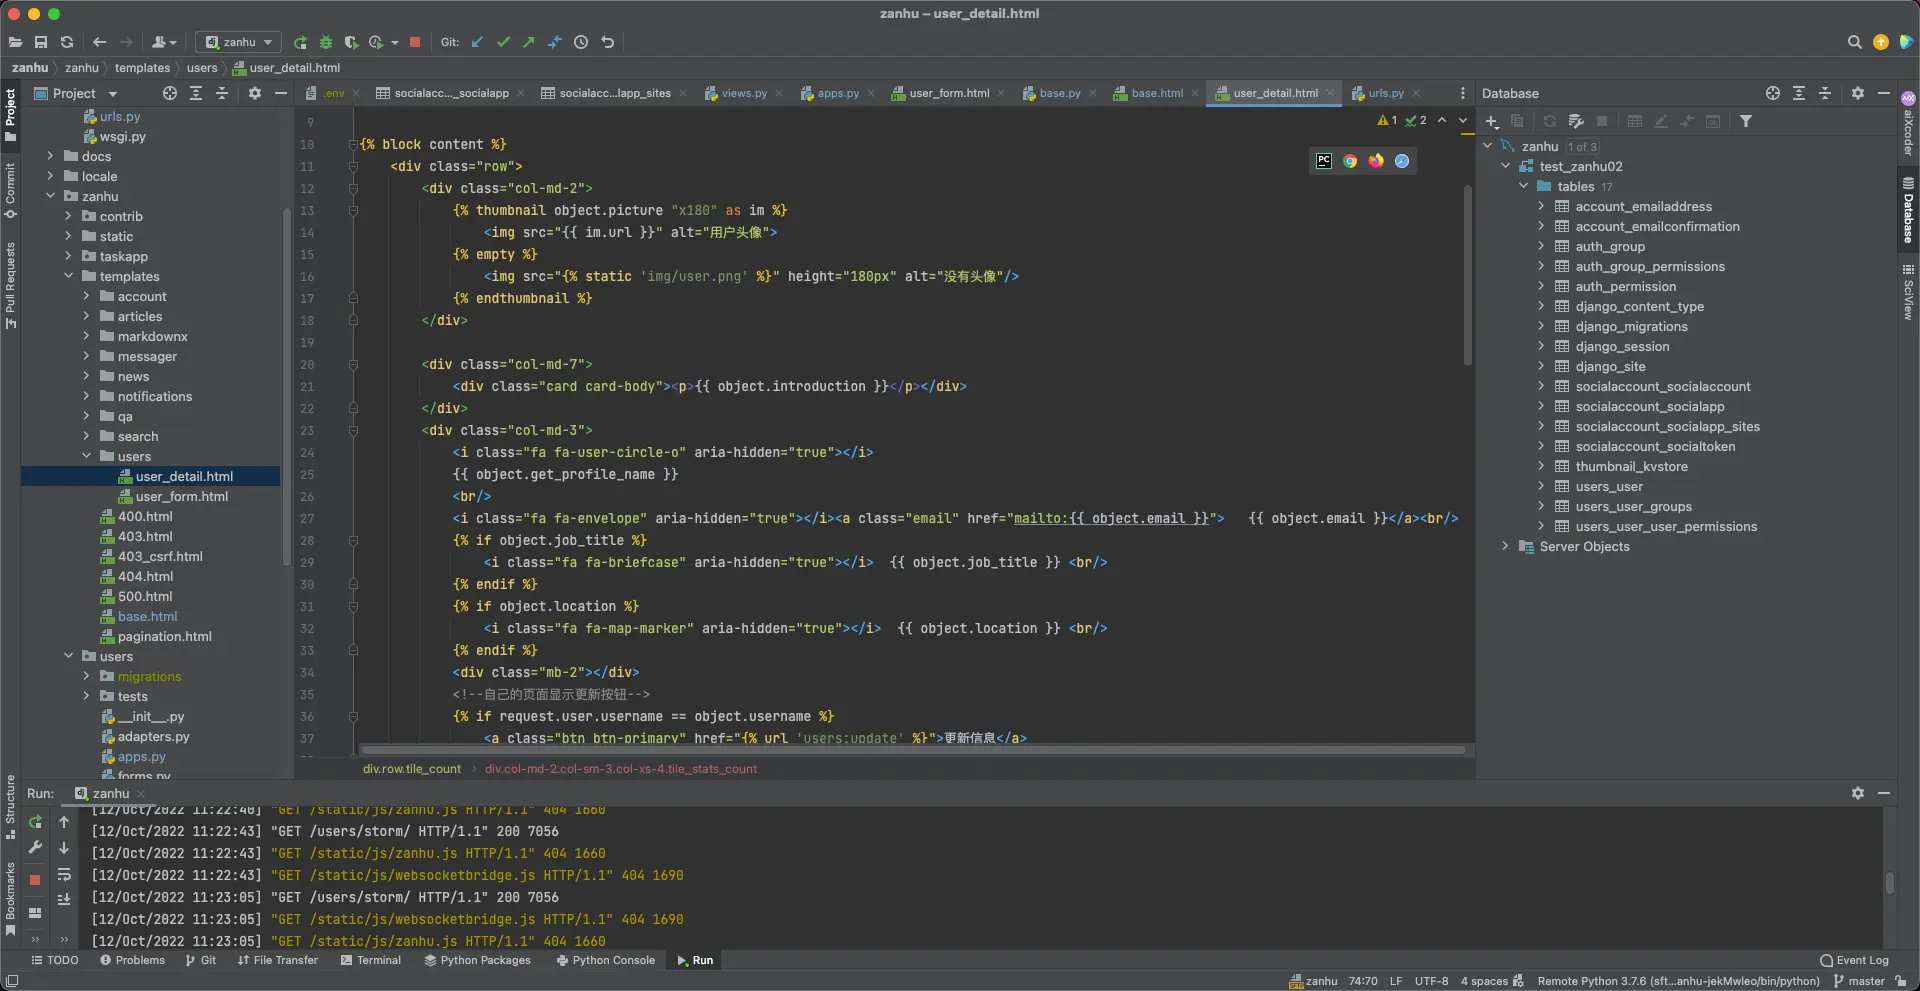 zanhu – user_detail.html
zanhu
Git:
zanhu zanhu templates users user_detail.html
Project
.env
socialacc..._socialapp
socialacc...lapp_sites
views.py
apps.py
user_form.html
base.py
base.html
user_detail.html
urls.py
Database
Project
Commit
Pull Requests
Structure
Bookmarks
urls.py
wsgi.py
docs
locale
zanhu
contrib
static
taskapp
templates
account
articles
markdownx
messager
news
notifications
qa
search
users
user_detail.html
user_form.html
400.html
403.html
403_csrf.html
404.html
500.html
base.html
pagination.html
users
migrations
tests
__init__.py
adapters.py
apps.py
forms.py
1 2
9
10 {% block content %}
11 <div class="row">
12 <div class="col-md-2">
13 {% thumbnail object.picture "x180" as im %}
14 <img src="{{ im.url }}" alt="用户头像">
15 {% empty %}
16 <img src="{% static 'img/user.png' %}" height="180px" alt="没有头像"/>
17 {% endthumbnail %}
18 </div>
19
20 <div class="col-md-7">
21 <div class="card card-body"><p>{{ object.introduction }}</p></div>
22 </div>
23 <div class="col-md-3">
24 <i class="fa fa-user-circle-o" aria-hidden="true"></i>
25 {{ object.get_profile_name }}
26 <br/>
27 <i class="fa fa-envelope" aria-hidden="true"></i><a class="email" href="mailto:{{ object.email }}"> {{ object.email }}</a><br/>
28 {% if object.job_title %}
29 <i class="fa fa-briefcase" aria-hidden="true"></i> {{ object.job_title }} <br/>
30 {% endif %}
31 {% if object.location %}
32 <i class="fa fa-map-marker" aria-hidden="true"></i> {{ object.location }} <br/>
33 {% endif %}
34 <div class="mb-2"></div>
35 <!--自己的页面显示更新按钮-->
36 {% if request.user.username == object.username %}
37 <a class="btn btn-primary" href="{% url 'users:update' %}">更新信息</a>
div.row.tile_count div.col-md-2.col-sm-3.col-xs-4.tile_stats_count
zanhu 1 of 3
test_zanhu02
tables 17
account_emailaddress
account_emailconfirmation
auth_group
auth_group_permissions
auth_permission
django_content_type
django_migrations
django_session
django_site
socialaccount_socialaccount
socialaccount_socialapp
socialaccount_socialapp_sites
socialaccount_socialtoken
thumbnail_kvstore
users_user
users_user_groups
users_user_user_permissions
Server Objects
aiXcoder
Database
SciView
Run: zanhu
[12/Oct/2022 11:22:40] "GET /static/js/zanhu.js HTTP/1.1" 404 1660
[12/Oct/2022 11:22:43] "GET /users/storm/ HTTP/1.1" 200 7056
[12/Oct/2022 11:22:43] "GET /static/js/zanhu.js HTTP/1.1" 404 1660
[12/Oct/2022 11:22:43] "GET /static/js/websocketbridge.js HTTP/1.1" 404 1690
[12/Oct/2022 11:23:05] "GET /users/storm/ HTTP/1.1" 200 7056
[12/Oct/2022 11:23:05] "GET /static/js/websocketbridge.js HTTP/1.1" 404 1690
[12/Oct/2022 11:23:05] "GET /static/js/zanhu.js HTTP/1.1" 404 1660
TODO Problems Git File Transfer Terminal Python Packages Python Console Run Event Log
zanhu 74:70 LF UTF-8 4 spaces Remote Python 3.7.6 (sft...anhu-jekMwleo/bin/python) master